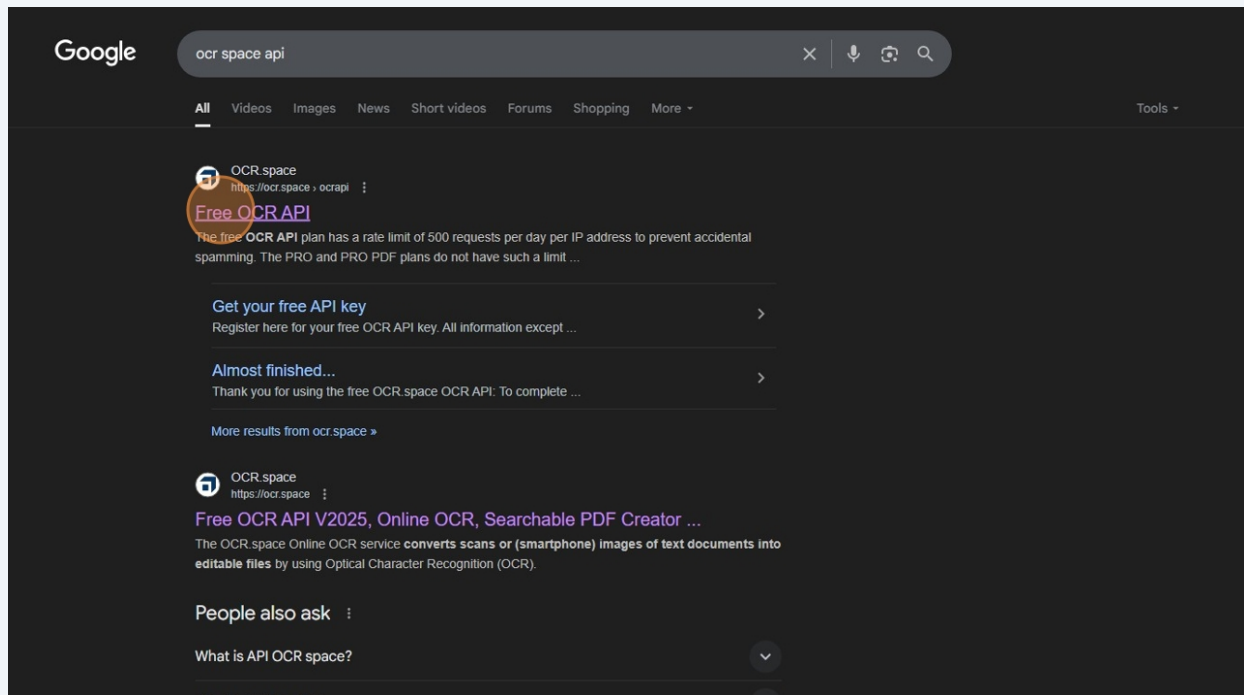 Google
ocr space api
All Videos Images News Short videos Forums Shopping More Tools
OCR.space
https://ocr.space › ocrapi
Free OCR API
The free OCR API plan has a rate limit of 500 requests per day per IP address to prevent accidental
spamming. The PRO and PRO PDF plans do not have such a limit ...
Get your free API key
Register here for your free OCR API key. All information except ...
Almost finished...
Thank you for using the free OCR.space OCR API: To complete ...
More results from ocr.space »
OCR.space
https://ocr.space
Free OCR API V2025, Online OCR, Searchable PDF Creator ...
The OCR.space Online OCR service converts scans or (smartphone) images of text documents into
editable files by using Optical Character Recognition (OCR).
People also ask
What is API OCR space?